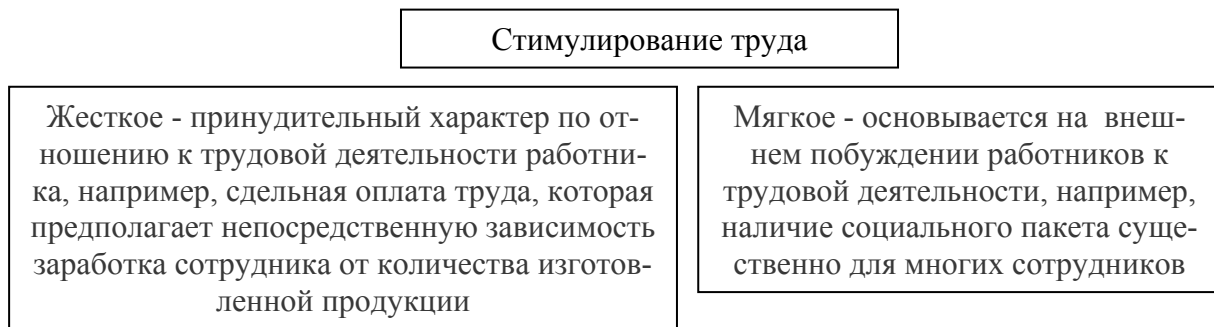 Стимулирование труда
Жесткое - принудительный характер по от-
ношению к трудовой деятельности работни-
ка, например, сдельная оплата труда, которая
предполагает непосредственную зависимость
заработка сотрудника от количества изготов-
ленной продукции
Мягкое - основывается на внеш-
нем побуждении работников к
трудовой деятельности, например,
наличие социального пакета суще-
ственно для многих сотрудников